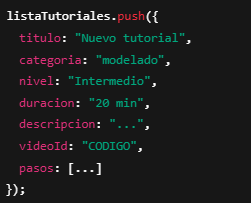 listaTutoriales.push({
titulo: "Nuevo tutorial",
categoria: "modelado",
nivel: "Intermedio",
duracion: "20 min",
descripcion: "...",
videoId: "CODIGO",
pasos: [...]
});